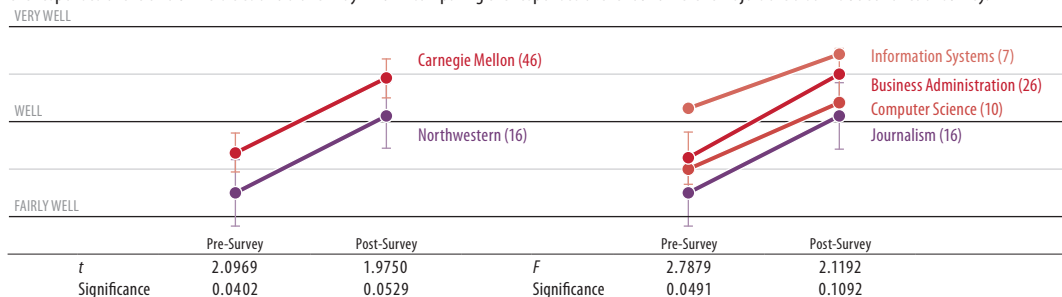 VERY WELL
WELL
FAIRLY WELL
Carnegie Mellon (46)
Northwestern (16)
Information Systems (7)
Business Administration (26)
Computer Science (10)
Journalism (16)
Pre-Survey Post-Survey Pre-Survey Post-Survey
t 2.0969 1.9750 F 2.7879 2.1192
Significance 0.0402 0.0529 Significance 0.0491 0.1092